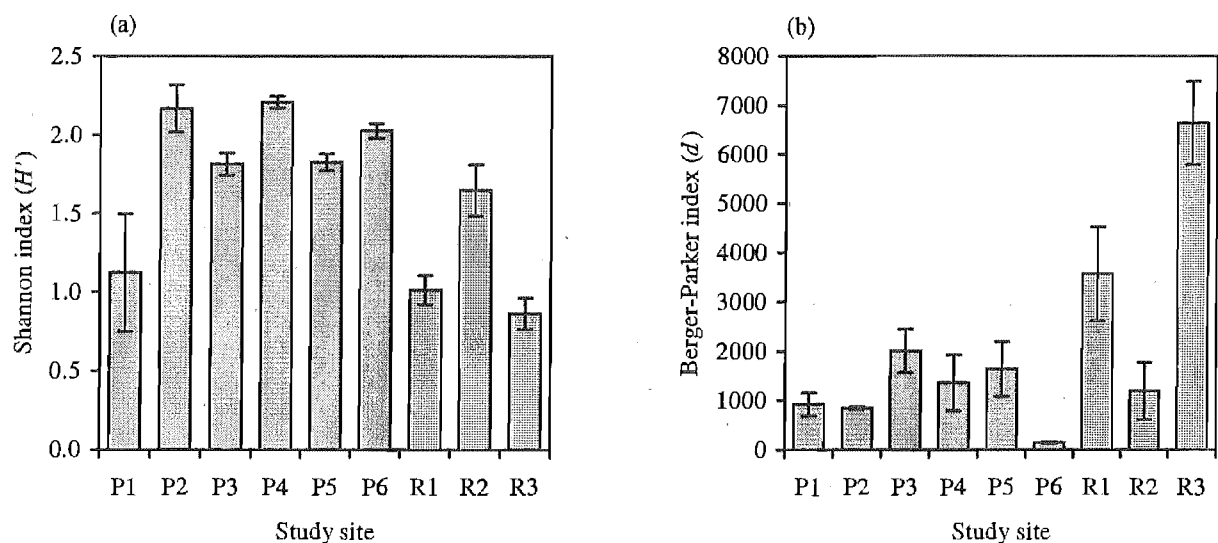 (a)
Shannon index (H')
2.5
2.0
1.5
1.0
0.5
0.0
P1 P2 P3 P4 P5 P6 R1 R2 R3
Study site
(b)
Berger-Parker index (d)
8000
7000
6000
5000
4000
3000
2000
1000
0
P1 P2 P3 P4 P5 P6 R1 R2 R3
Study site